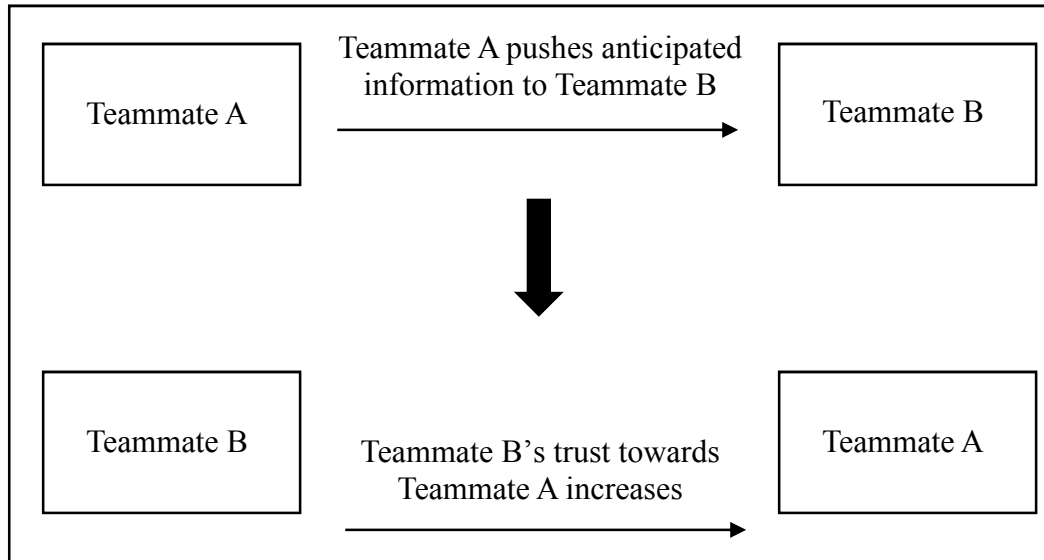 Teammate A pushes anticipated
information to Teammate B
Teammate A
Teammate B
Teammate B
Teammate B’s trust towards
Teammate A increases
Teammate A